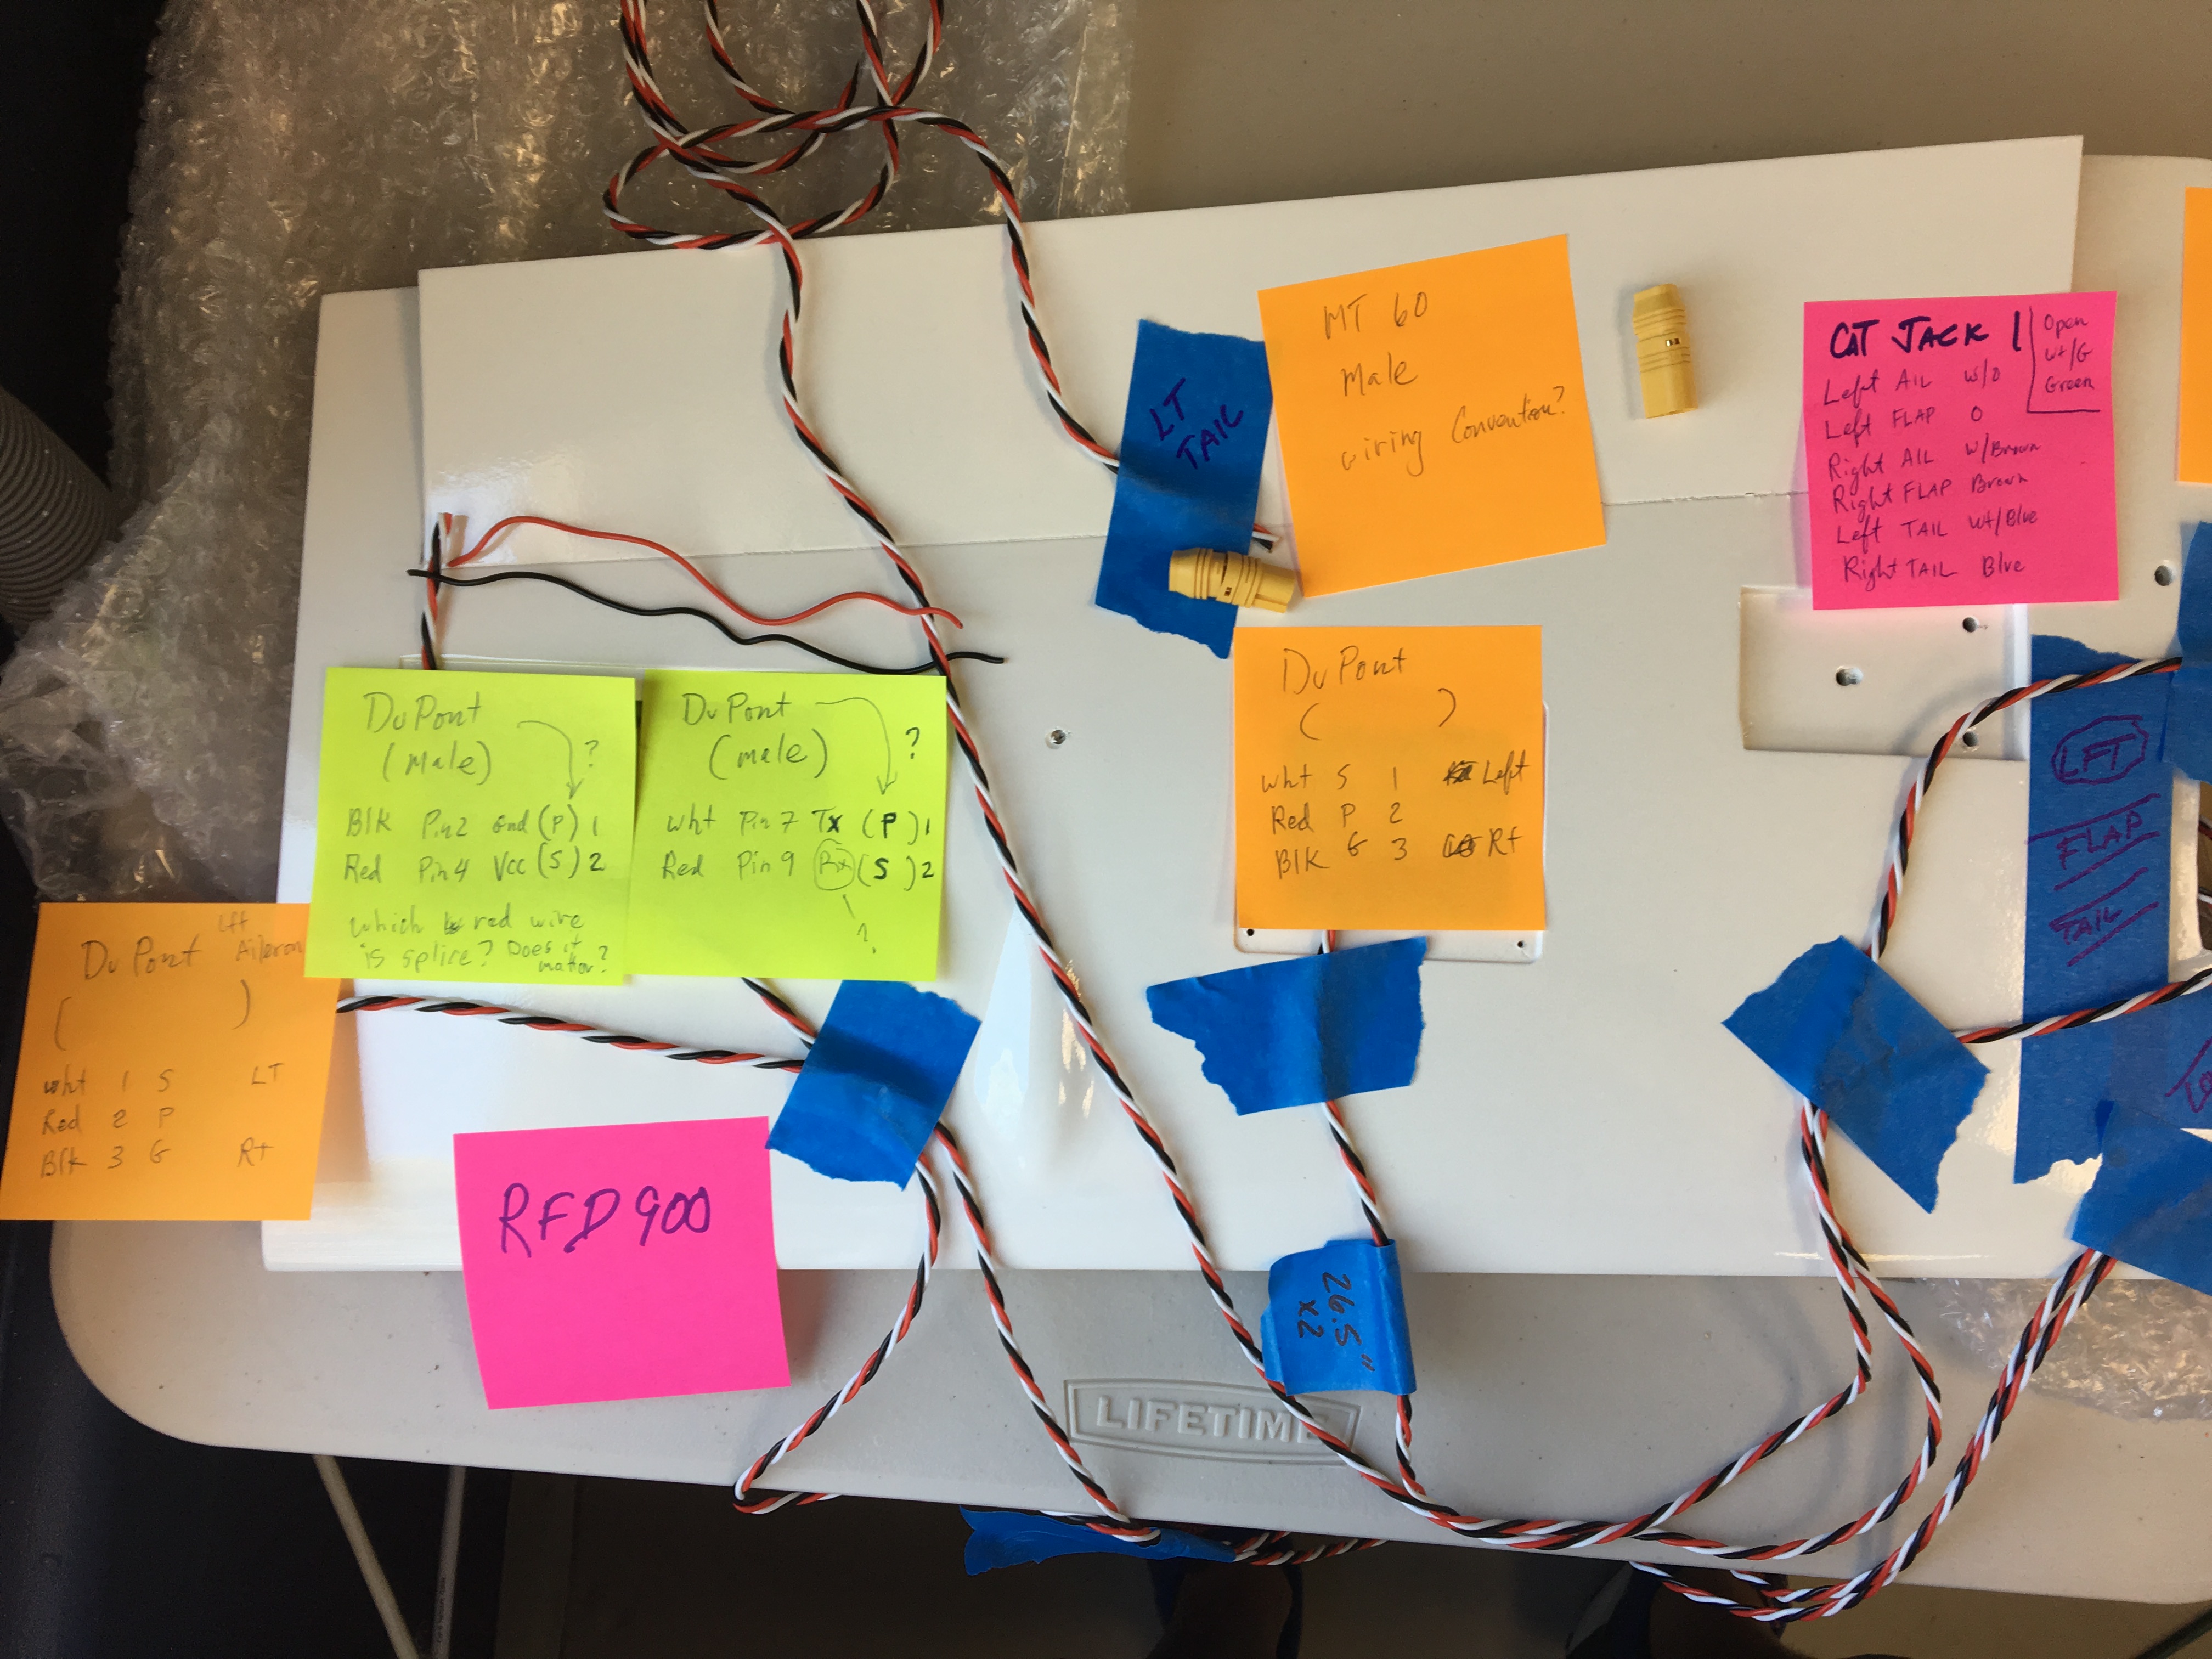 LT
TAIL
MT 60
Male
wiring Convention?
CAT JACK 1
Open
Wt/G
Green
Left AIL W/O
Left FLAP O
Right AIL W/Brown
Right FLAP Brown
Left TAIL Wt/Blue
Right TAIL Blue
DuPont
(Male) ?
Blk Pin2 Gnd (P) 1
Red Pin4 Vcc (S) 2
which red wire
is splice? Does it
matter?
DuPont
(male) ?
Wht Pin 7 Tx (P) 1
Red Pin 9 Rx (S) 2
?
DuPont
( )
Wht S 1 Left
Red P 2
Blk G 3 Rt
LFT
FLAP
TAIL
DuPont Lft Aileron
( )
Wht 1 S LT
Red 2 P
Blk 3 G Rt
RFD 900
26.5"
x2
LIFETIME